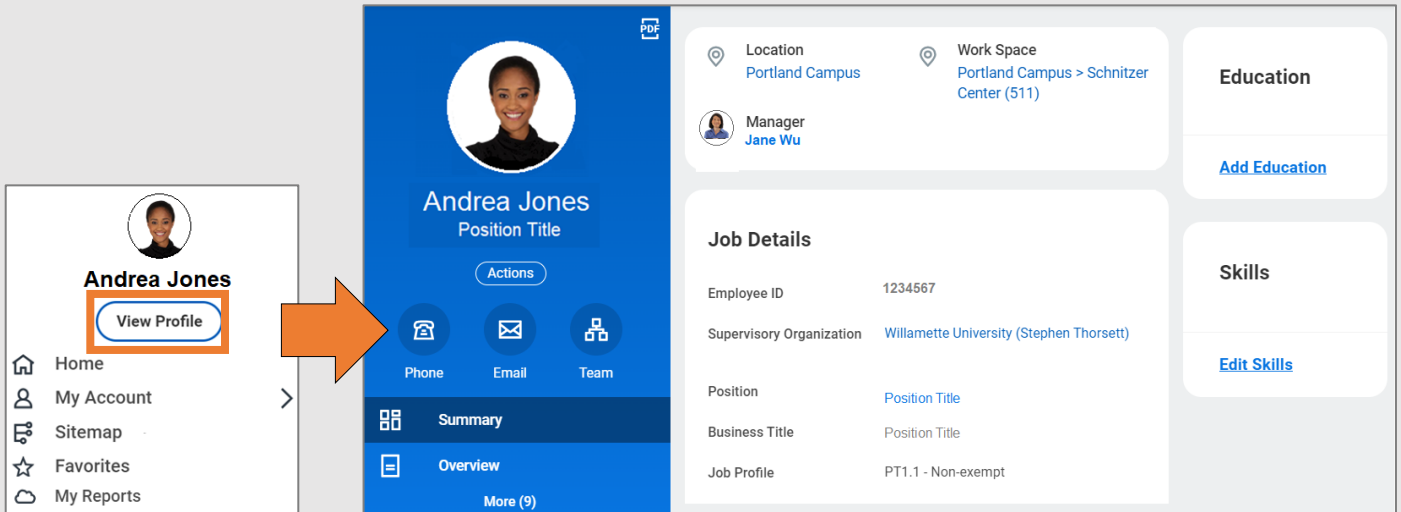 Andrea Jones
View Profile
Home
My Account
Sitemap
Favorites
My Reports
PDF
Andrea Jones
Position Title
Actions
Phone
Email
Team
Summary
Overview
More (9)
Location
Portland Campus
Work Space
Portland Campus > Schnitzer
Center (511)
Manager
Jane Wu
Job Details
Employee ID
1234567
Supervisory Organization
Willamette University (Stephen Thorsett)
Position
Position Title
Business Title
Position Title
Job Profile
PT1.1 - Non-exempt
Education
Add Education
Skills
Edit Skills